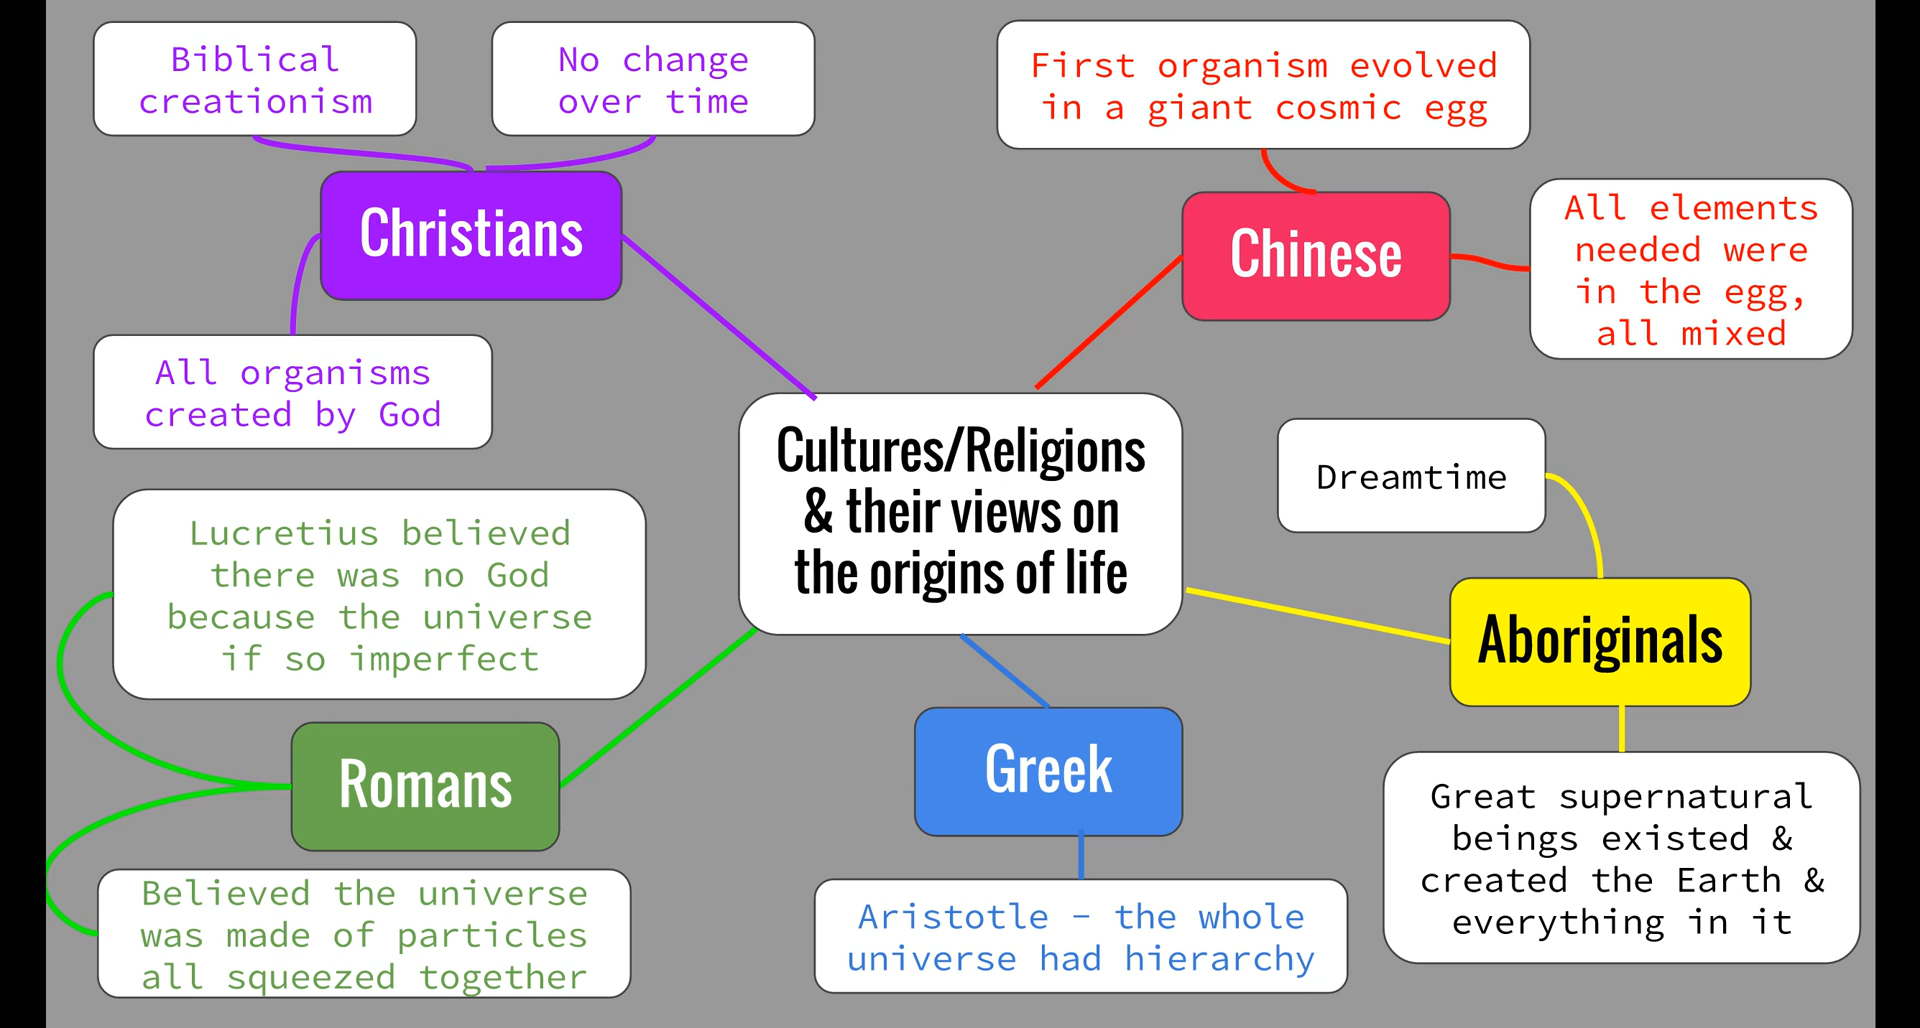 Biblical
creationism
No change
over time
Christians
All organisms
created by God
First organism evolved
in a giant cosmic egg
Chinese
All elements
needed were
in the egg,
all mixed
Cultures/Religions
& their views on
the origins of life
Dreamtime
Aboriginals
Great supernatural
beings existed &
created the Earth &
everything in it
Lucretius believed
there was no God
because the universe
if so imperfect
Romans
Believed the universe
was made of particles
all squeezed together
Greek
Aristotle - the whole
universe had hierarchy